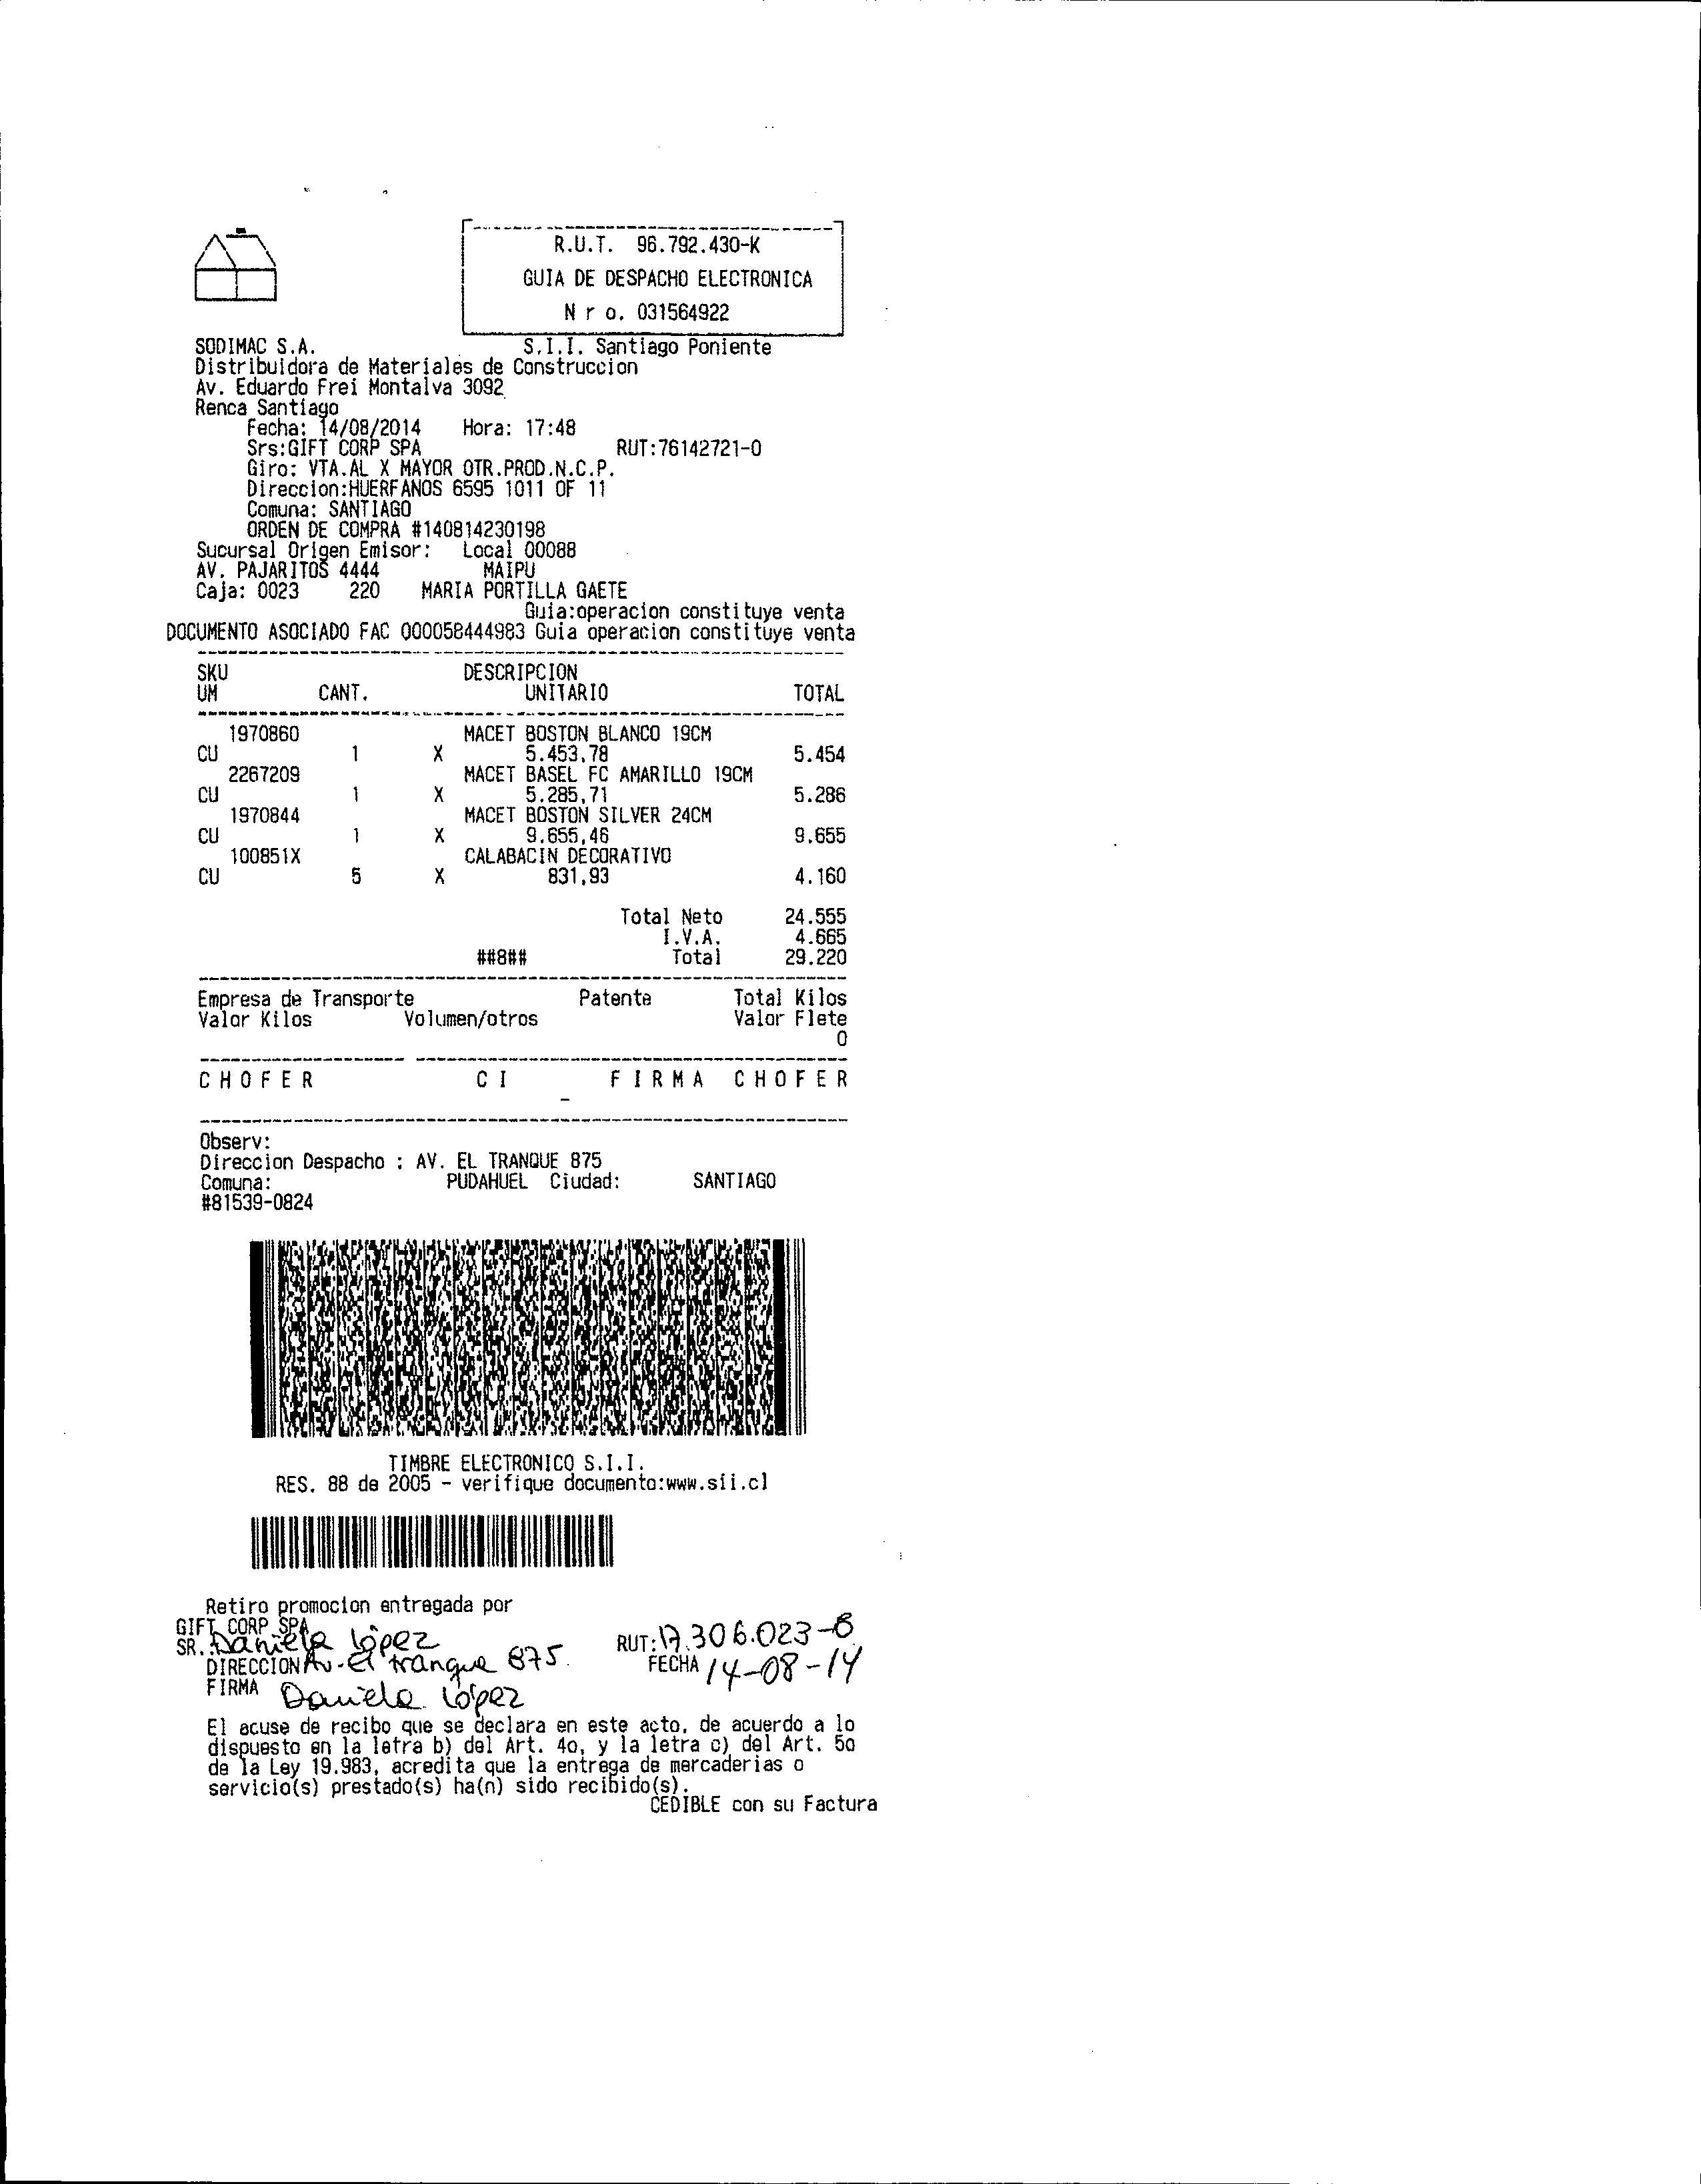 R.U.T. 96.792.430-K
GUIA DE DESPACHO ELECTRONICA
N r o. 031564922
SODIMAC S.A. S.I.I. Santiago Poniente
Distribuidora de Materiales de Construccion
Av. Eduardo Frei Montalva 3092
Renca Santiago
Fecha: 14/08/2014 Hora: 17:48
Srs:GIFT CORP SPA RUT:76142721-0
Giro: VTA.AL X MAYOR OTR.PROD.N.C.P.
Direccion:HUERFANOS 6595 1011 OF 11
Comuna: SANTIAGO
ORDEN DE COMPRA #140814230198
Sucursal Origen Emisor: Local 00088
AV. PAJARITOS 4444 MAIPU
Caja: 0023 220 MARIA PORTILLA GAETE
Guia:operacion constituye venta
DOCUMENTO ASOCIADO FAC 000058444983 Guia operacion constituye venta
SKU DESCRIPCION
UM CANT. UNITARIO TOTAL
1970860 MACET BOSTON BLANCO 19CM
CU 1 X 5.453,78 5.454
2267209 MACET BASEL FC AMARILLO 19CM
CU 1 X 5.285,71 5.286
1970844 MACET BOSTON SILVER 24CM
CU 1 X 9.655,46 9.655
100851X CALABACIN DECORATIVO
CU 5 X 831,93 4.160
Total Neto 24.555
I.V.A. 4.665
##8## Total 29.220
Empresa de Transporte Patente Total Kilos
Valor Kilos Volumen/otros Valor Flete
0
CHOFER CI FIRMA CHOFER
-
Observ:
Direccion Despacho : AV. EL TRANQUE 875
Comuna: PUDAHUEL Ciudad: SANTIAGO
#81539-0824
TIMBRE ELECTRONICO S.I.I.
RES. 88 de 2005 - verifique documento:www.sii.cl
Retiro promocion entregada por
GIFT CORP SPA
SR. Daniela López RUT: 17.306.023-8
DIRECCION Av. El tranque 875. FECHA 14-08-14
FIRMA Daniela López
El acuse de recibo que se declara en este acto, de acuerdo a lo
dispuesto en la letra b) del Art. 4o, y la letra c) del Art. 5o
de la Ley 19.983, acredita que la entrega de mercaderias o
servicio(s) prestado(s) ha(n) sido recibido(s).
CEDIBLE con su Factura